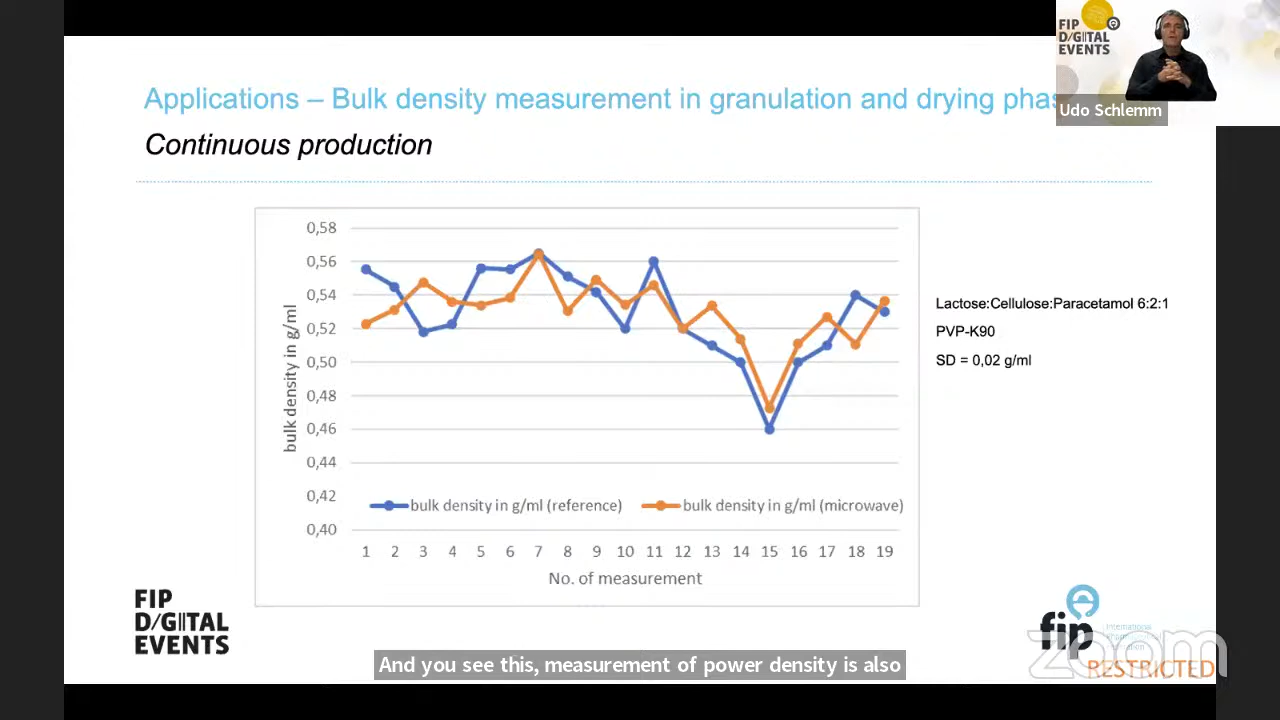 FIP
D/GITAL
EVENTS
Udo Schlemm
Applications – Bulk density measurement in granulation and drying
Continuous production
0,58
0,56
0,54
0,52
0,50
0,48
0,46
0,44
0,42
0,40
bulk density in g/ml
bulk density in g/ml (reference)
bulk density in g/ml (microwave)
1 2 3 4 5 6 7 8 9 10 11 12 13 14 15 16 17 18 19
No. of measurement
Lactose:Cellulose:Paracetamol 6:2:1
PVP-K90
SD = 0,02 g/ml
FIP
D/GITAL
EVENTS
fip
International
zoom
RESTRICTED
And you see this, measurement of power density is also